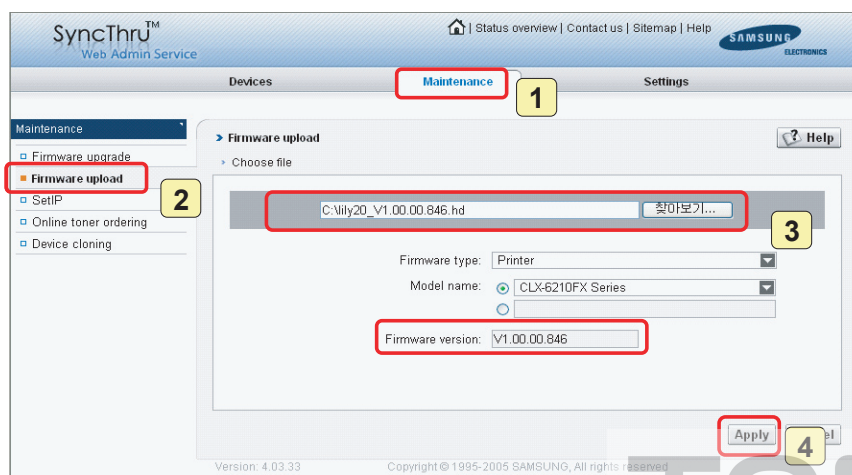 SyncThru™
Web Admin Service
Status overview | Contact us | Sitemap | Help
SAMSUNG
ELECTRONICS
Devices
Maintenance
Settings
1
Maintenance
Firmware upgrade
Firmware upload
SetIP
Online toner ordering
Device cloning
2
Firmware upload
Help
Choose file
C:\lily20_V1.00.00.846.hd
찾아보기...
3
Firmware type: Printer
Model name: CLX-6210FX Series
Firmware version: V1.00.00.846
Apply
4
Version: 4.03.33
Copyright © 1995-2005 SAMSUNG, All rights reserved